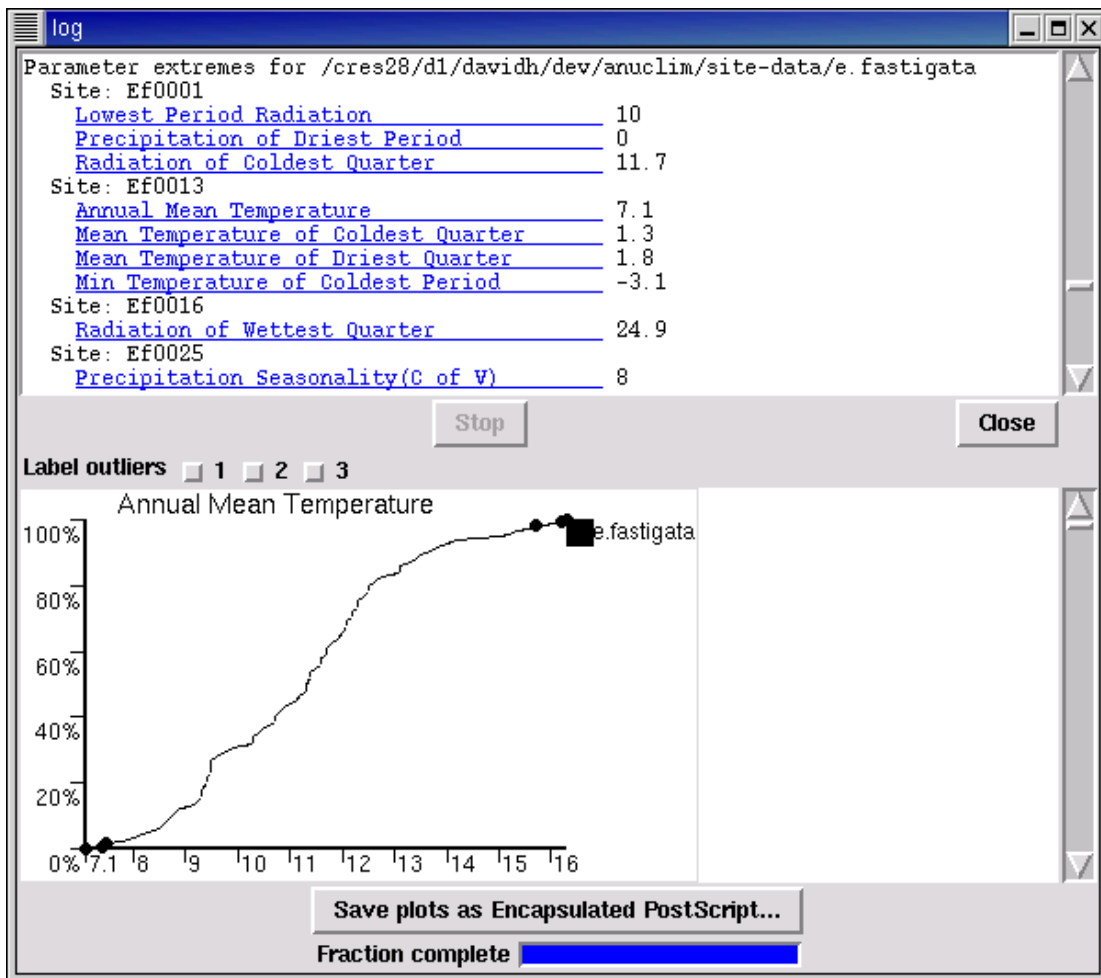 log
Parameter extremes for /cres28/d1/davidh/dev/anuclim/site-data/e.fastigata
Site: Ef0001
Lowest Period Radiation 10
Precipitation of Driest Period 0
Radiation of Coldest Quarter 11.7
Site: Ef0013
Annual Mean Temperature 7.1
Mean Temperature of Coldest Quarter 1.3
Mean Temperature of Driest Quarter 1.8
Min Temperature of Coldest Period -3.1
Site: Ef0016
Radiation of Wettest Quarter 24.9
Site: Ef0025
Precipitation Seasonality(C of V) 8
Stop Close
Label outliers 1 2 3
Annual Mean Temperature
100% e.fastigata
80%
60%
40%
20%
0% 7.1 8 9 10 11 12 13 14 15 16
Save plots as Encapsulated PostScript...
Fraction complete